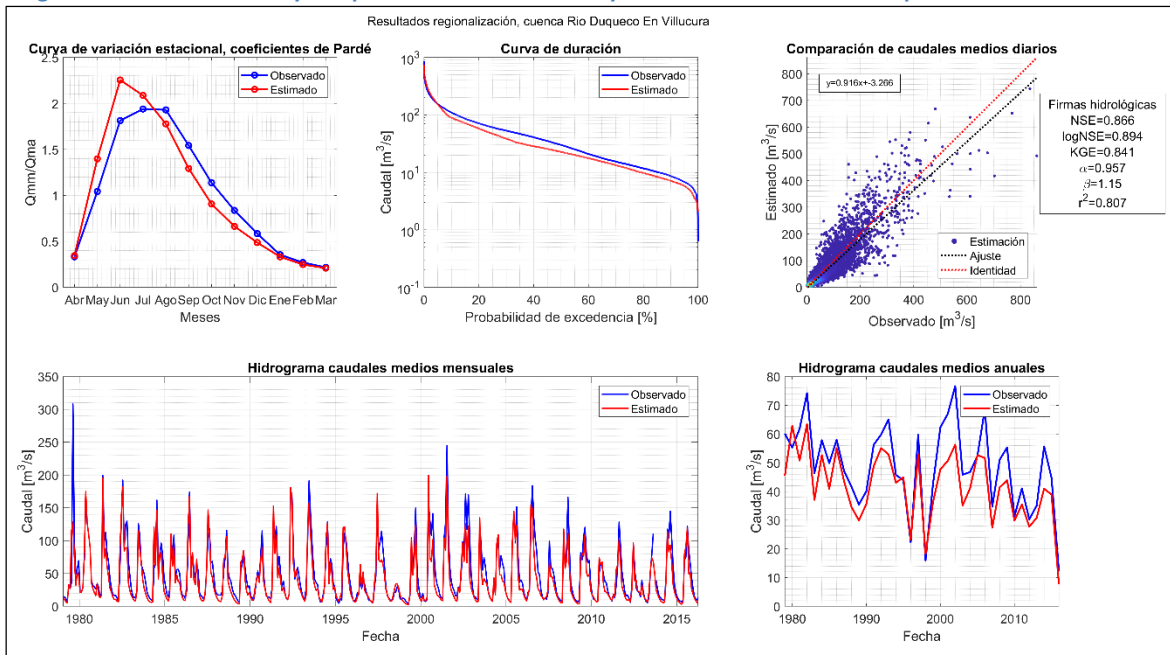 Resultados regionalización, cuenca Rio Duqueco En Villucura
Curva de variación estacional, coeficientes de Pardé
Observado
Estimado
2.5
2
1.5
1
0.5
0
Qmm/Qma
Abr May Jun Jul Ago Sep Oct Nov Dic Ene Feb Mar
Meses
Curva de duración
Observado
Estimado
10³
10²
10¹
10⁰
10⁻¹
Caudal [m³/s]
0 20 40 60 80 100
Probabilidad de excedencia [%]
Comparación de caudales medios diarios
y=0.916x+-3.266
800
700
600
500
400
300
200
100
0
Estimado [m³/s]
Estimación
Ajuste
Identidad
0 200 400 600 800
Observado [m³/s]
Firmas hidrológicas
NSE=0.866
logNSE=0.894
KGE=0.841
α=0.957
β=1.15
r²=0.807
Hidrograma caudales medios mensuales
Observado
Estimado
350
300
250
200
150
100
50
0
Caudal [m³/s]
1980 1985 1990 1995 2000 2005 2010 2015
Fecha
Hidrograma caudales medios anuales
Observado
Estimado
80
70
60
50
40
30
20
10
0
Caudal [m³/s]
1980 1990 2000 2010
Fecha